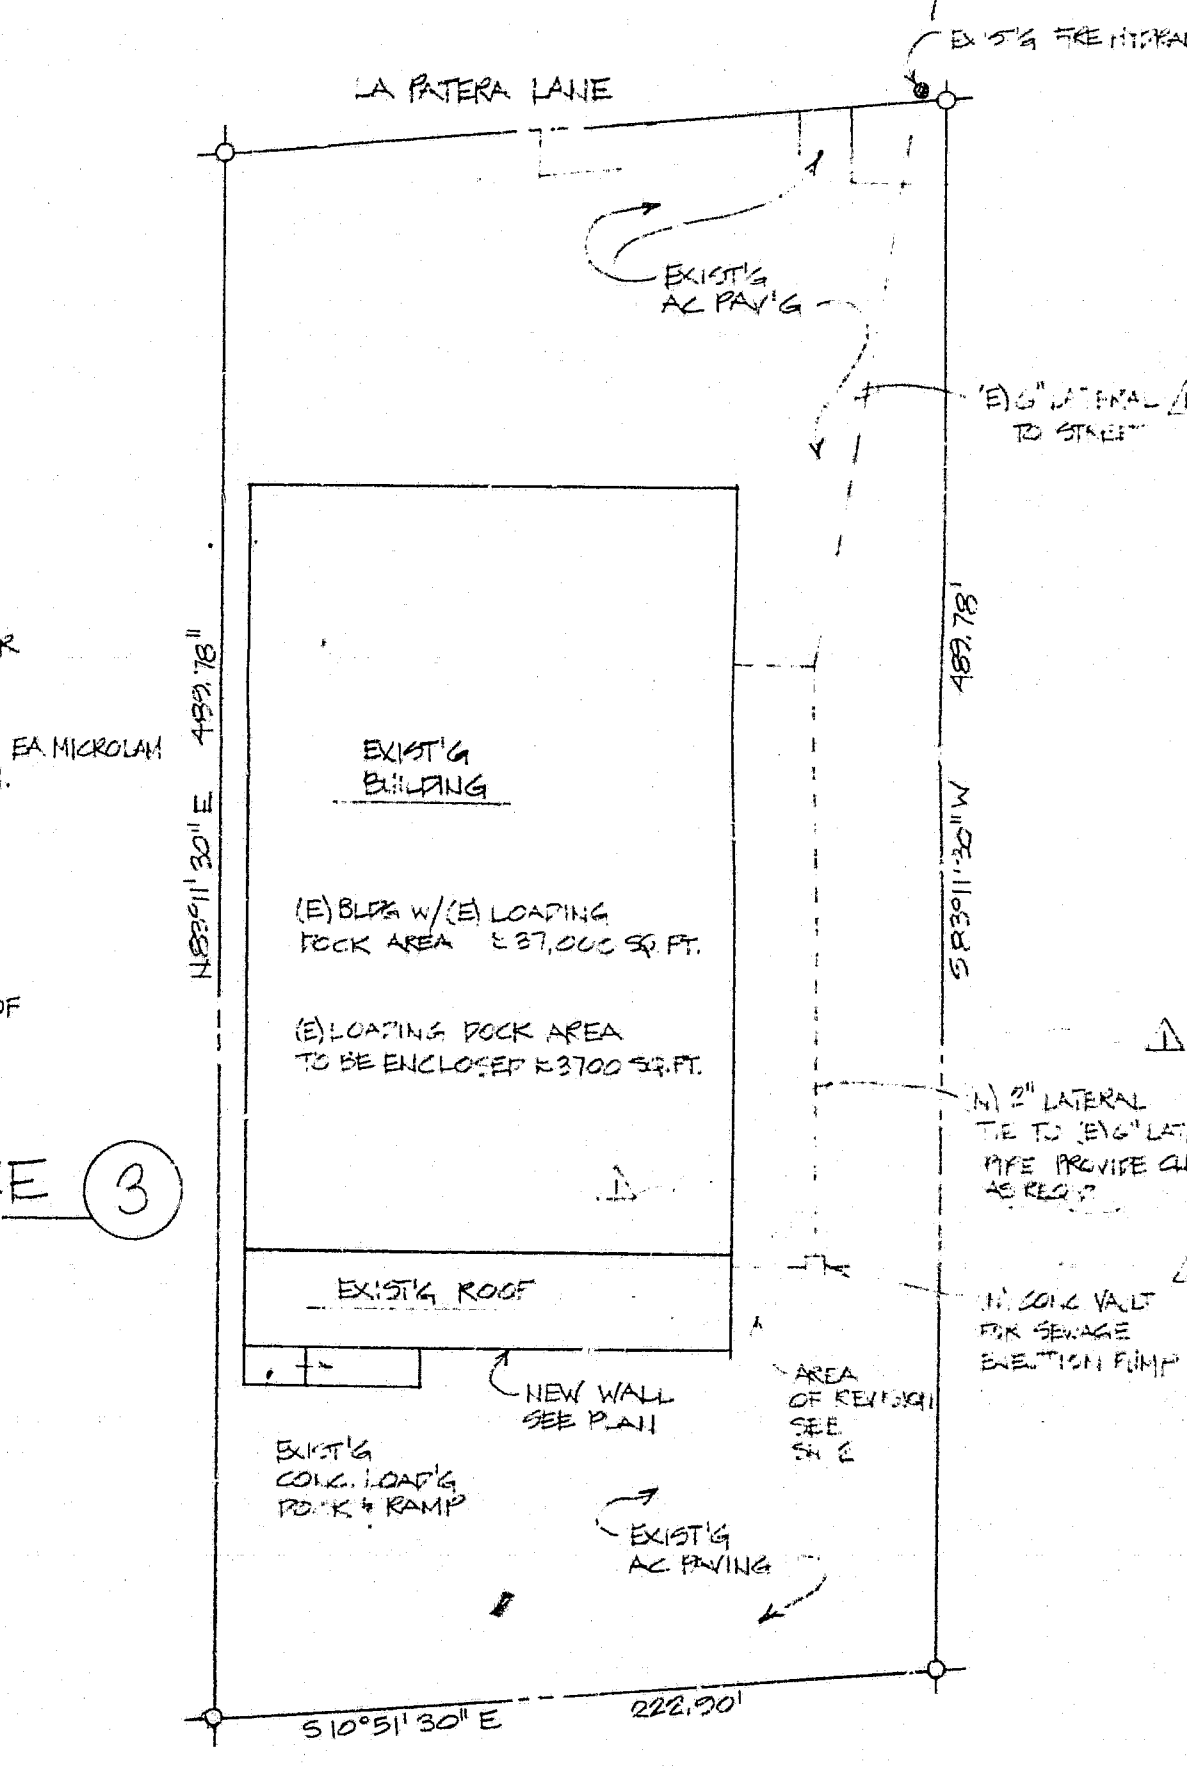 EXIST'G FIRE
LA PATERA LANE
EXIST'G
AC PAV'G
(E) 6" LATERAL
TO STREET
R
EA. MICROLAM
N83°11'30" E 489.78"
489.78'
S83°11'30" W
EXIST'G
BUILDING
(E) BLDG W/(E) LOADING
DOCK AREA ± 37,000 SQ. FT.
(E) LOADING DOCK AREA
TO BE ENCLOSED ± 3700 SQ. FT.
OF
1
(N) 2" LATERAL
TIE TO (E) 6" LAT
PIPE PROVIDE
AS REQ'D
E 3
1
EXIST'G ROOF
(N) CONC VAULT
FOR SEWAGE
EJECTION PUMP
NEW WALL
SEE PLAN
AREA
OF REVISION
SEE
SH 2
EXIST'G
CONC. LOAD'G
DOCK & RAMP
EXIST'G
AC PAVING
S10°51'30" E 222.90'